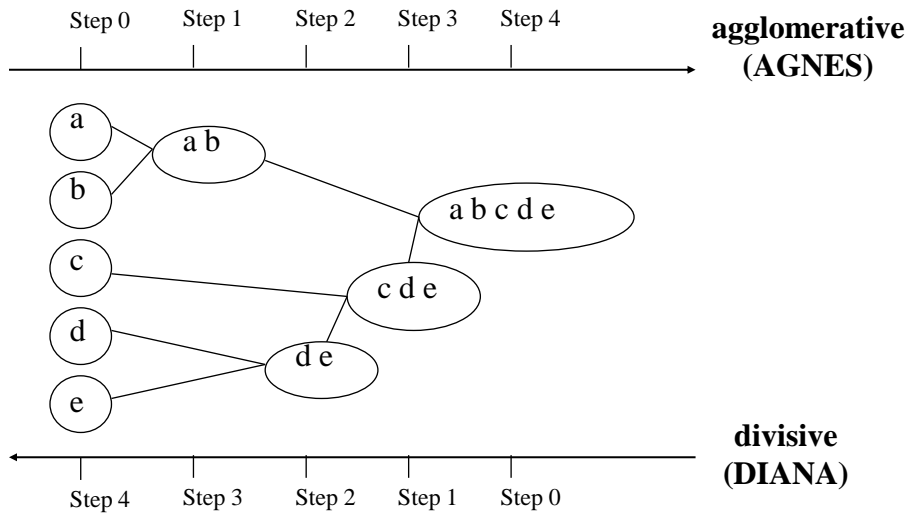 Step 0 Step 1 Step 2 Step 3 Step 4
agglomerative
(AGNES)
a
a b
b
a b c d e
c
c d e
d
d e
e
divisive
(DIANA)
Step 4 Step 3 Step 2 Step 1 Step 0